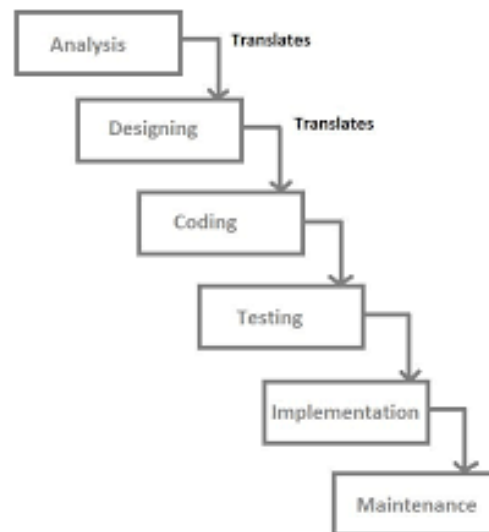 Analysis
Translates
Designing
Translates
Coding
Testing
Implementation
Maintenance